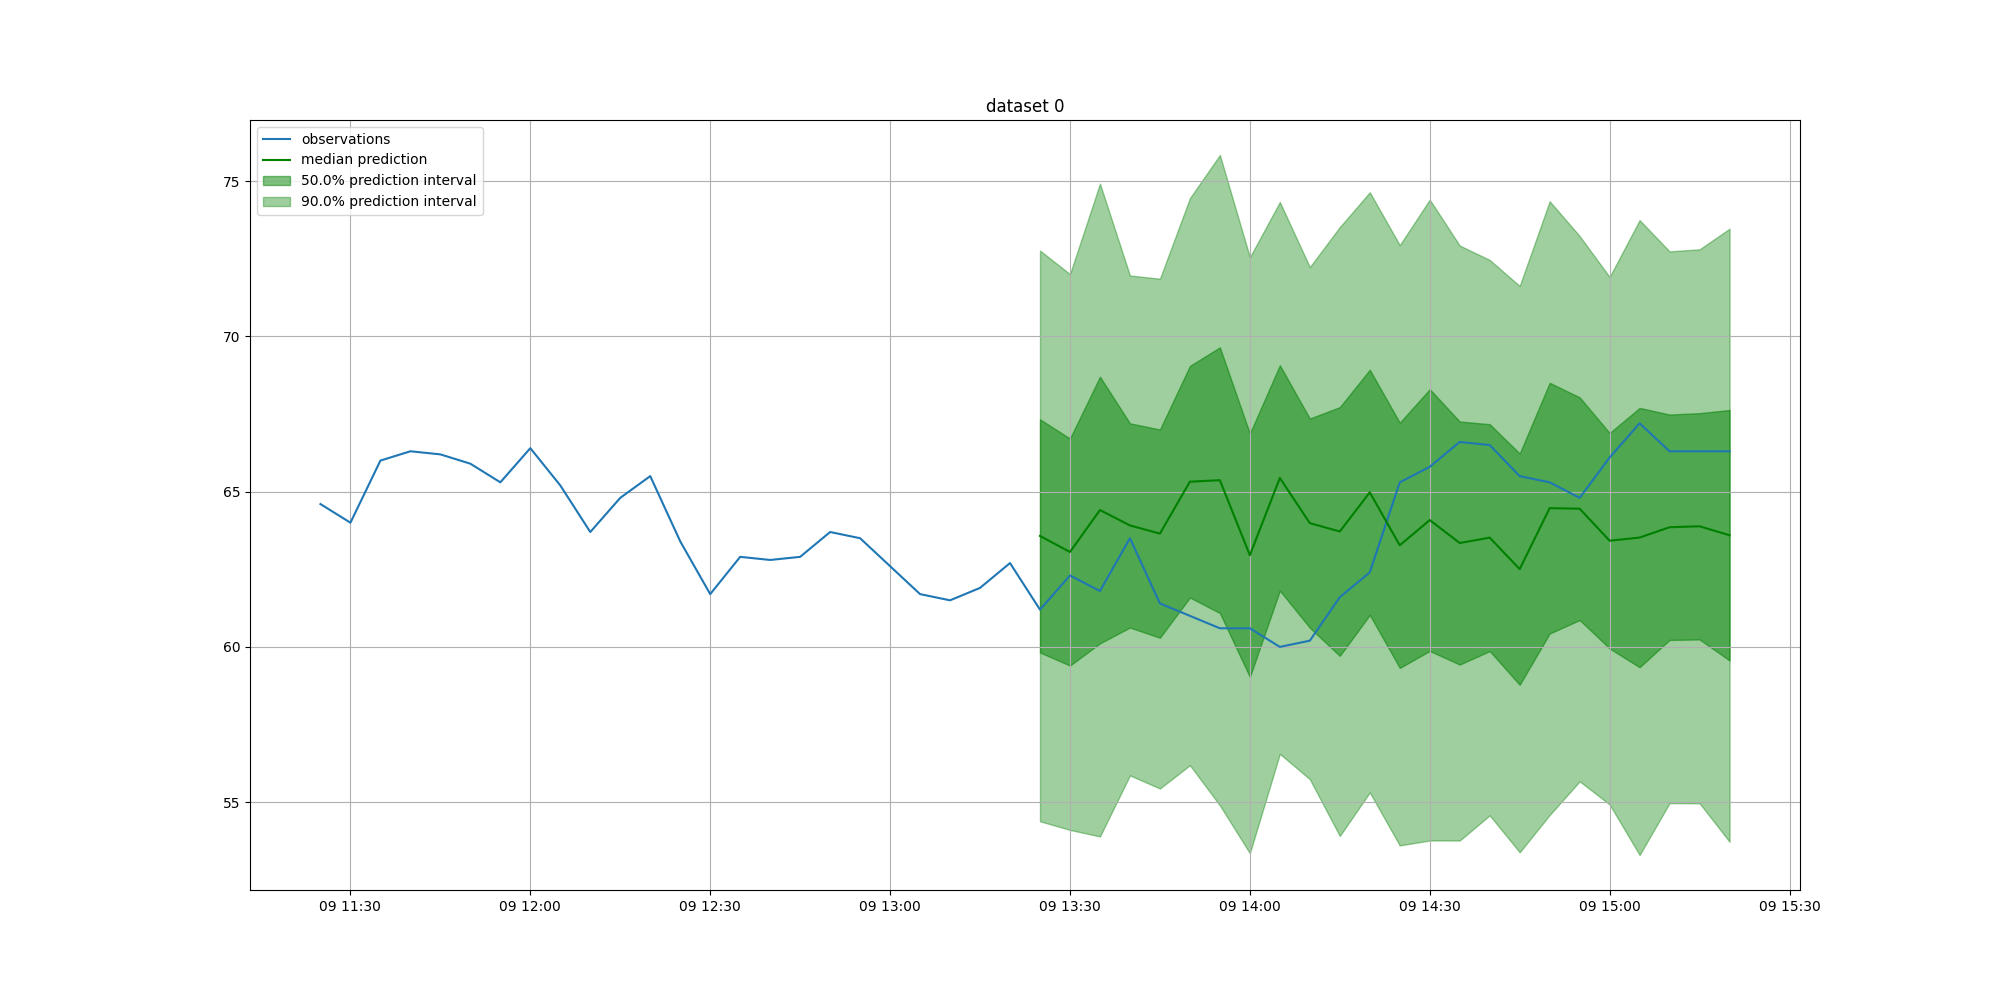 dataset 0
observations
median prediction
50.0% prediction interval
90.0% prediction interval
75
70
65
60
55
09 11:30
09 12:00
09 12:30
09 13:00
09 13:30
09 14:00
09 14:30
09 15:00
09 15:30